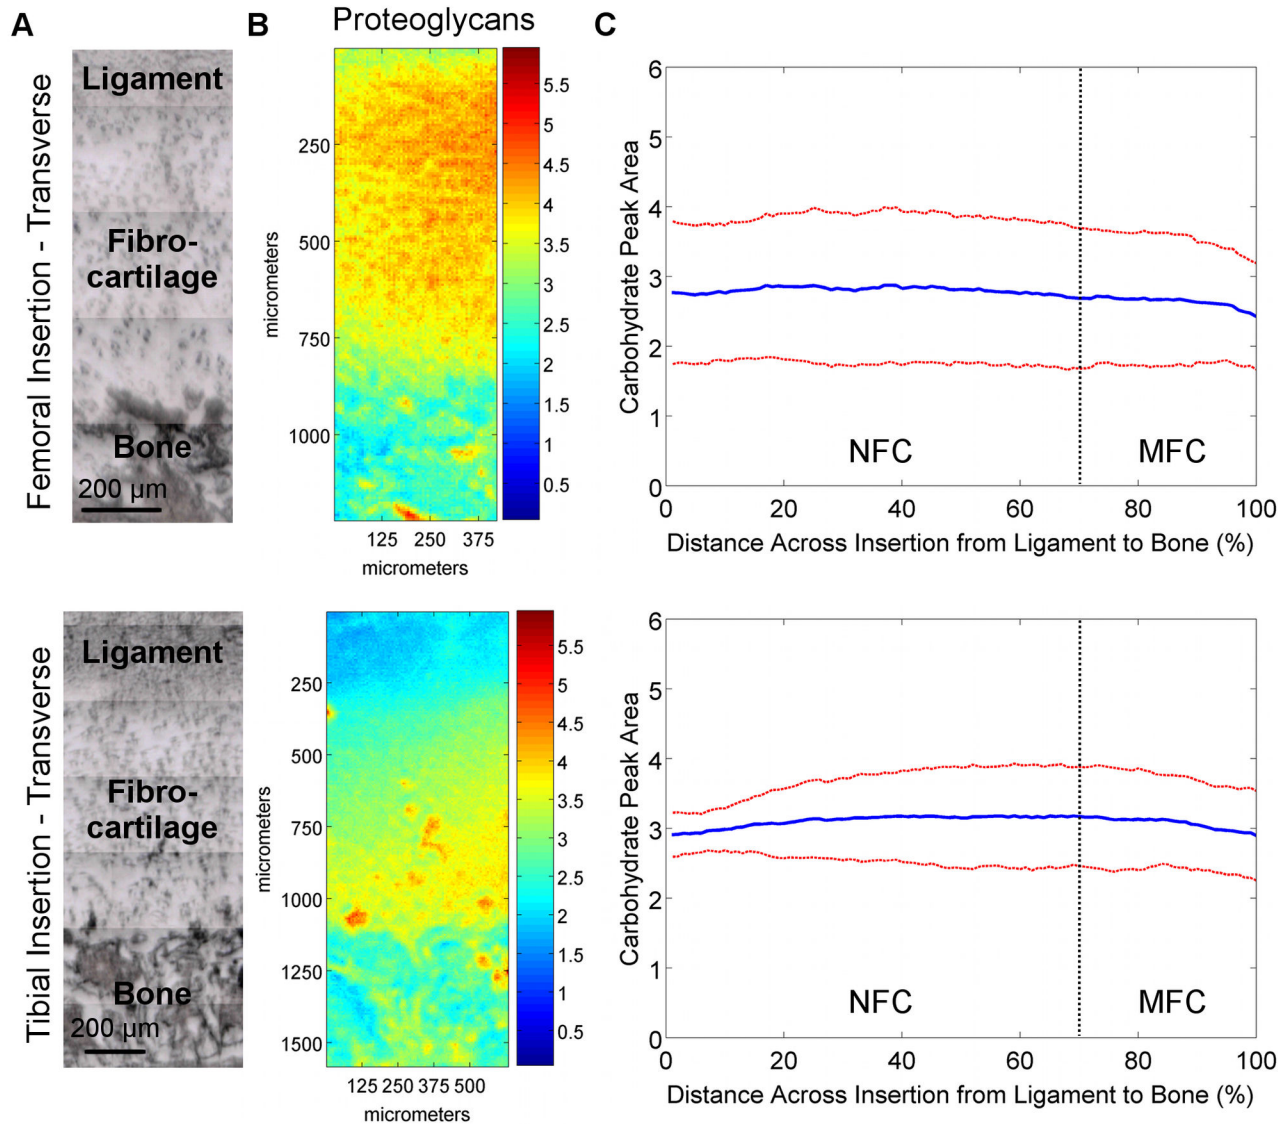 A
B
Proteoglycans
C
Femoral Insertion - Transverse
Ligament
Fibro-
cartilage
Bone
200 µm
micrometers
250
500
750
1000
125 250 375
micrometers
5.5
5
4.5
4
3.5
3
2.5
2
1.5
1
0.5
Carbohydrate Peak Area
6
5
4
3
2
1
0
NFC
MFC
0 20 40 60 80 100
Distance Across Insertion from Ligament to Bone (%)
Tibial Insertion - Transverse
Ligament
Fibro-
cartilage
Bone
200 µm
micrometers
250
500
750
1000
1250
1500
125 250 375 500
micrometers
5.5
5
4.5
4
3.5
3
2.5
2
1.5
1
0.5
Carbohydrate Peak Area
6
5
4
3
2
1
0
NFC
MFC
0 20 40 60 80 100
Distance Across Insertion from Ligament to Bone (%)